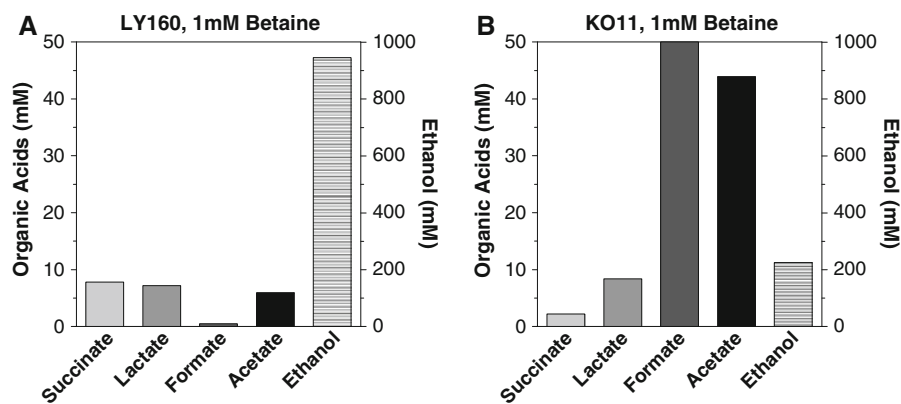 A
LY160, 1mM Betaine
50
40
30
20
10
0
Organic Acids (mM)
1000
800
600
400
200
0
Ethanol (mM)
Succinate
Lactate
Formate
Acetate
Ethanol
B
KO11, 1mM Betaine
50
40
30
20
10
0
Organic Acids (mM)
1000
800
600
400
200
0
Ethanol (mM)
Succinate
Lactate
Formate
Acetate
Ethanol